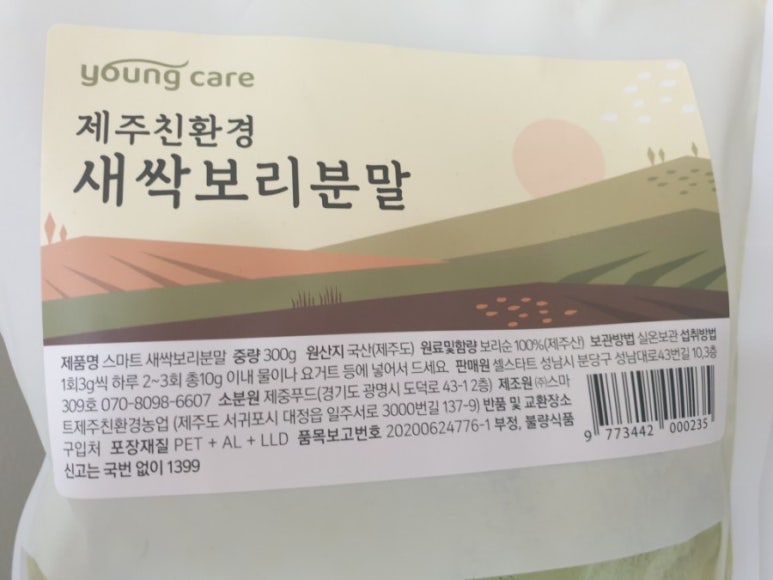 young care
제주친환경
새싹보리분말
제품명 스마트 새싹보리분말 중량 300g 원산지 국산(제주도) 원료및함량 보리순 100%(제주산) 보관방법 실온보관 섭취방법
1회3g씩 하루 2~3회 총10g 이내 물이나 요거트 등에 넣어서 드세요. 판매원 셀스타트 성남시 분당구 성남대로43번길 10,3층
309호 070-8098-6607 소분원 제중푸드(경기도 광명시 도덕로 43-1 2층) 제조원 ㈜스마
트제주친환경농업 (제주도 서귀포시 대정읍 일주서로 3000번길 137-9) 반품 및 교환장소
구입처 포장재질 PET + AL + LLD 품목보고번호 20200624776-1 부정, 불량식품
신고는 국번 없이 1399
9 773442 000235